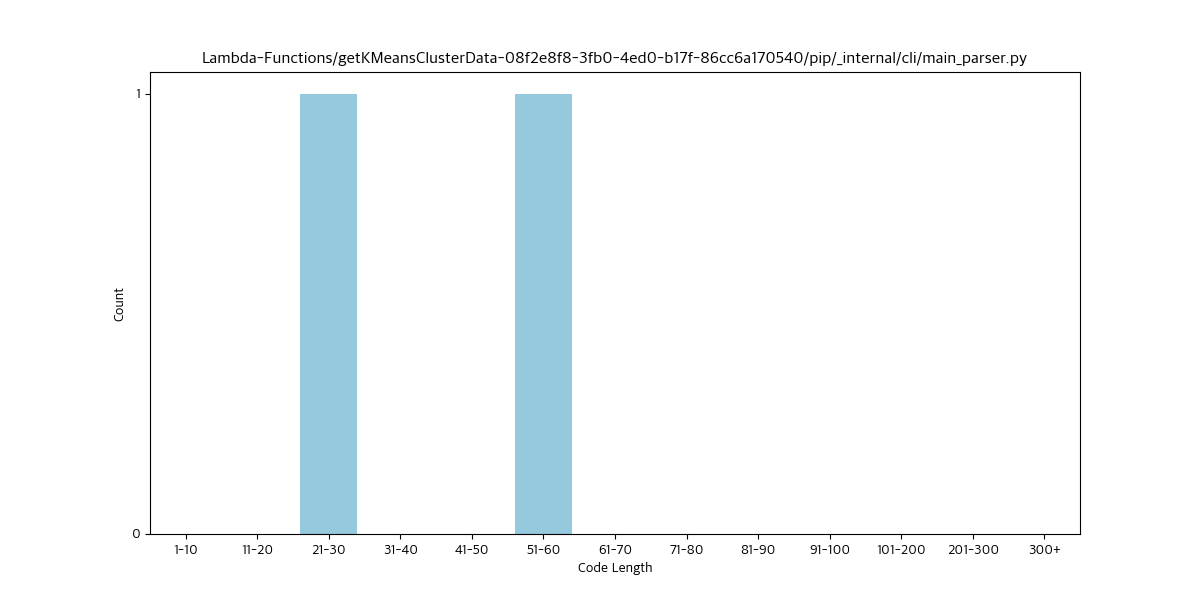 Lambda-Functions/getKMeansClusterData-08f2e8f8-3fb0-4ed0-b17f-86cc6a170540/pip/_internal/cli/main_parser.py
1
Count
0
1-10 11-20 21-30 31-40 41-50 51-60 61-70 71-80 81-90 91-100 101-200 201-300 300+
Code Length